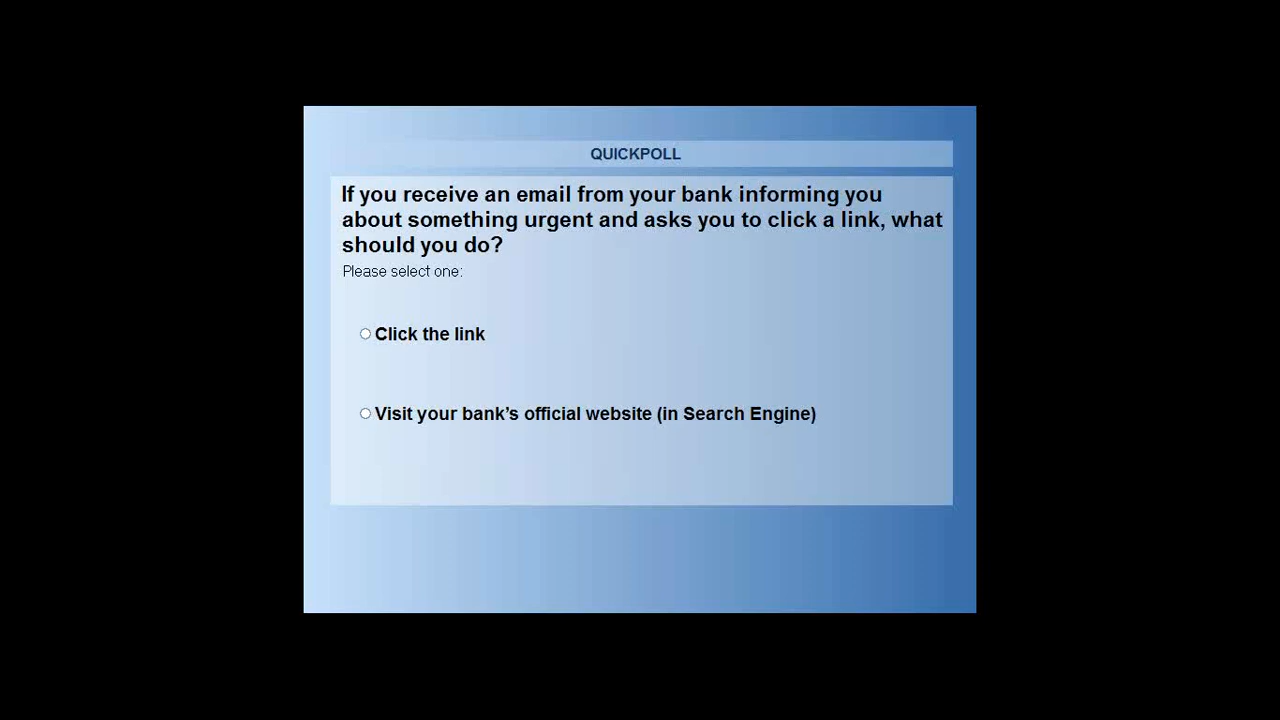 QUICKPOLL
If you receive an email from your bank informing you
about something urgent and asks you to click a link, what
should you do?
Please select one:
Click the link
Visit your bank’s official website (in Search Engine)